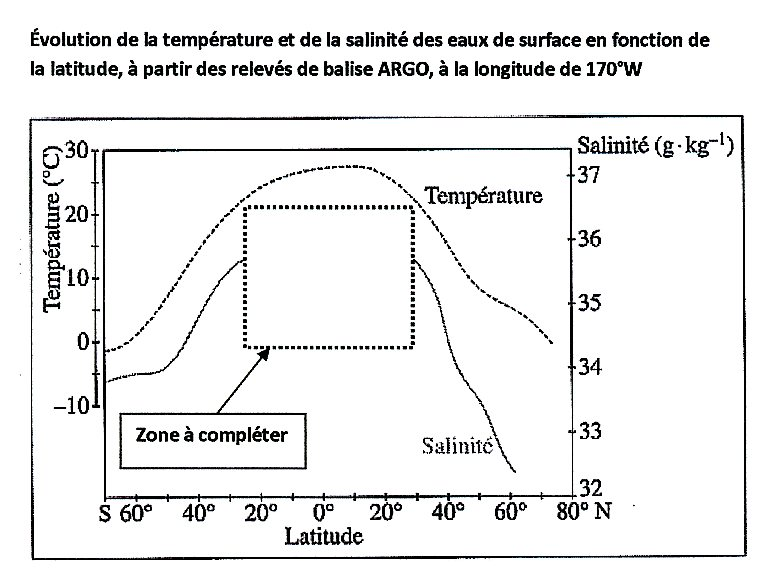 Évolution de la température et de la salinité des eaux de surface en fonction de
la latitude, à partir des relevés de balise ARGO, à la longitude de 170°W
Température (°C)
30
20
10
0
−10
Salinité (g·kg⁻¹)
37
36
35
34
33
32
Température
Salinité
Zone à compléter
S 60° 40° 20° 0° 20° 40° 60° 80° N
Latitude